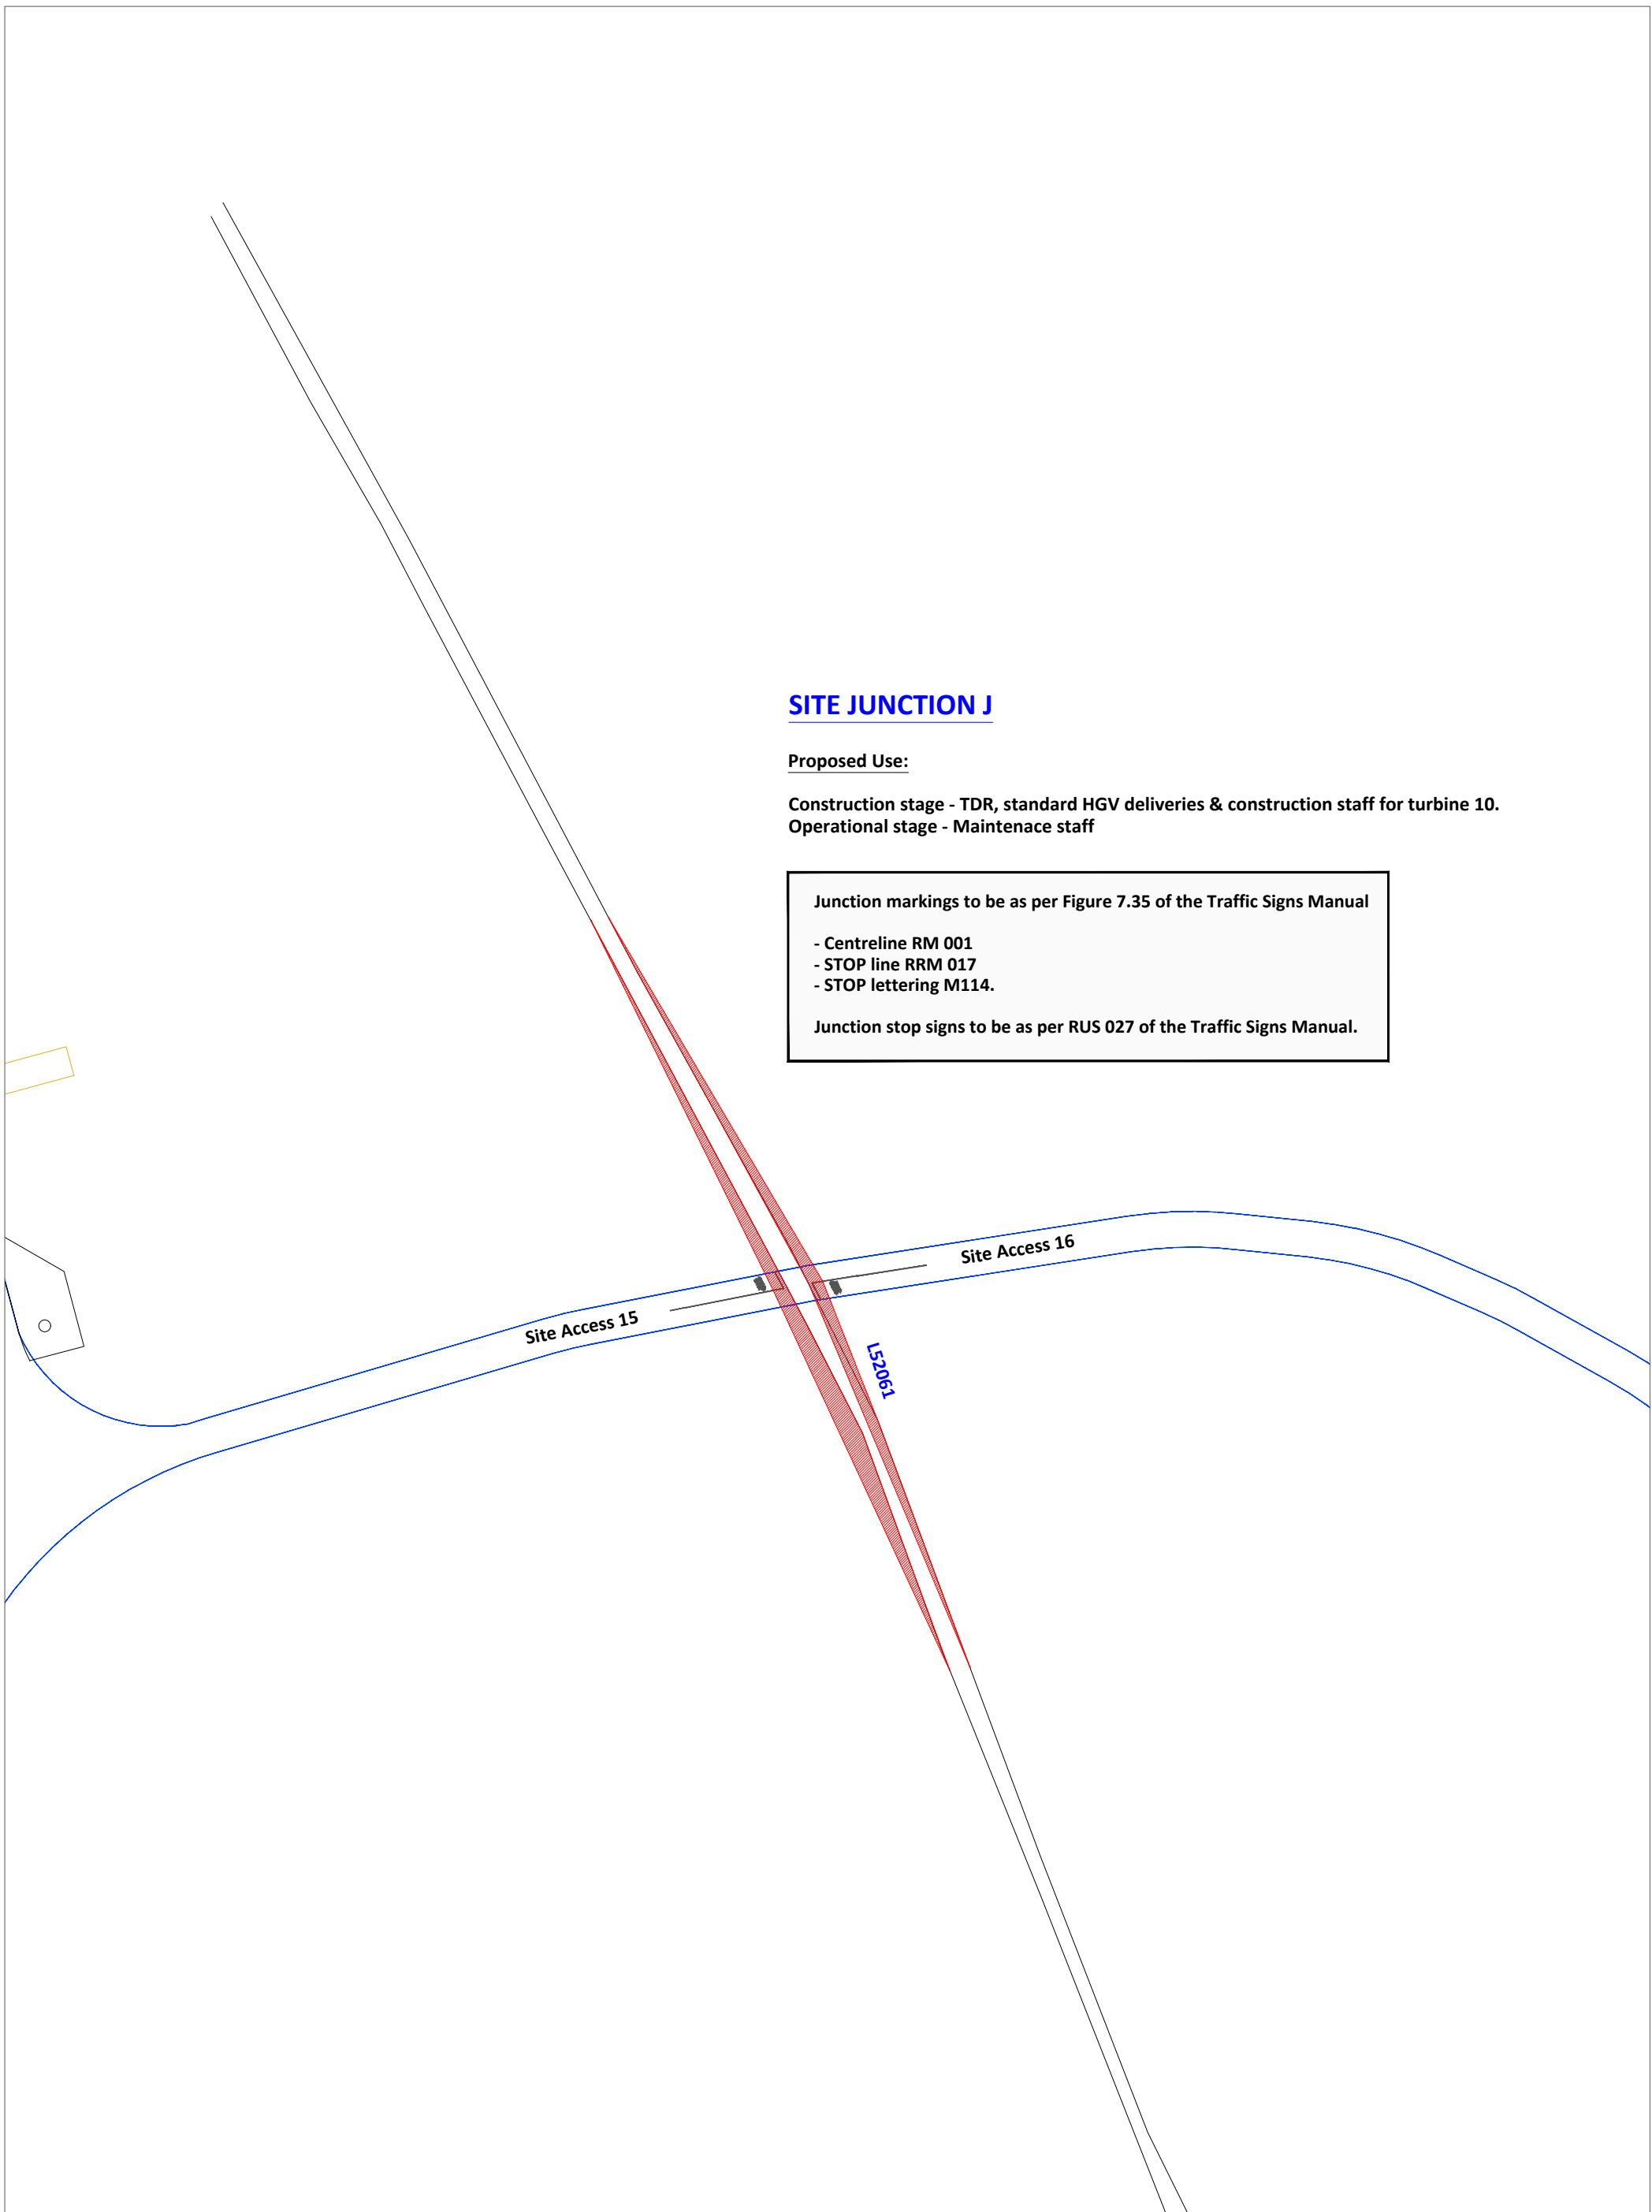 SITE JUNCTION J
Proposed Use:
Construction stage - TDR, standard HGV deliveries & construction staff for turbine 10.
Operational stage - Maintenace staff
Junction markings to be as per Figure 7.35 of the Traffic Signs Manual
- Centreline RM 001
- STOP line RRM 017
- STOP lettering M114.
Junction stop signs to be as per RUS 027 of the Traffic Signs Manual.
Site Access 16
Site Access 15
L52061